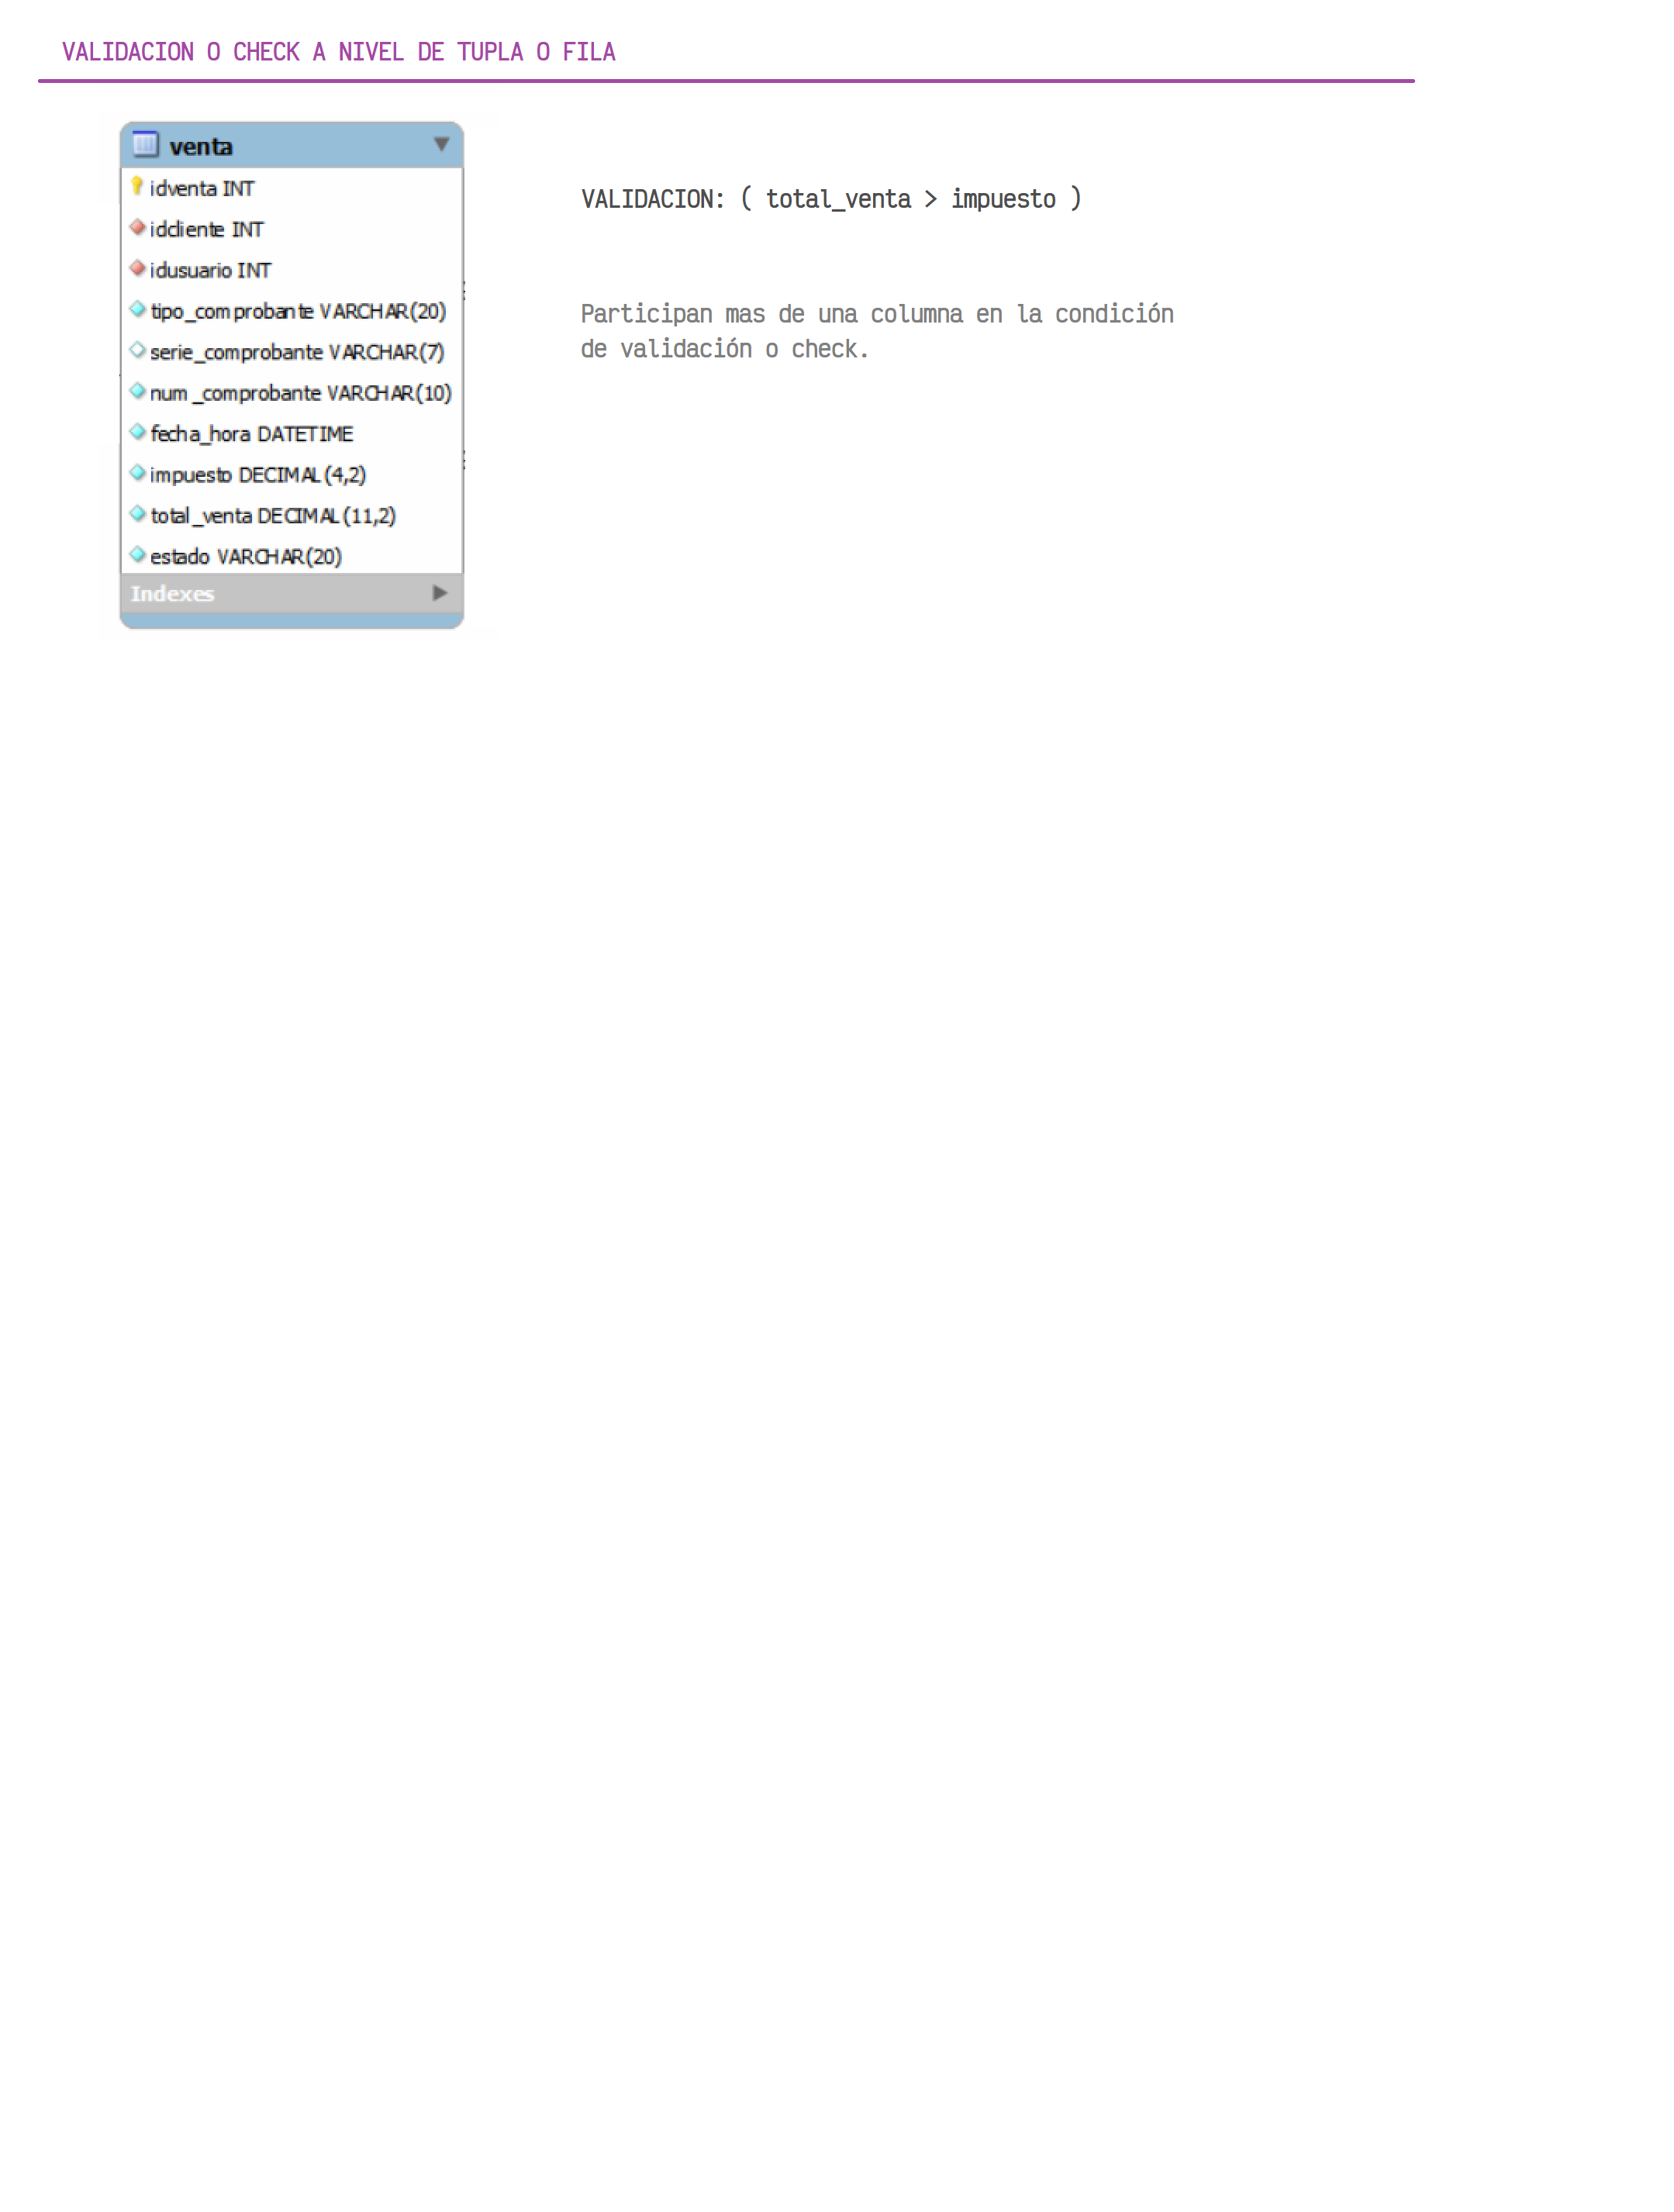 VALIDACION O CHECK A NIVEL DE TUPLA O FILA
venta
idventa INT
idcliente INT
idusuario INT
tipo_comprobante VARCHAR(20)
serie_comprobante VARCHAR(7)
num_comprobante VARCHAR(10)
fecha_hora DATETIME
impuesto DECIMAL(4,2)
total_venta DECIMAL(11,2)
estado VARCHAR(20)
Indexes
VALIDACION: ( total_venta > impuesto )
Participan mas de una columna en la condición
de validación o check.